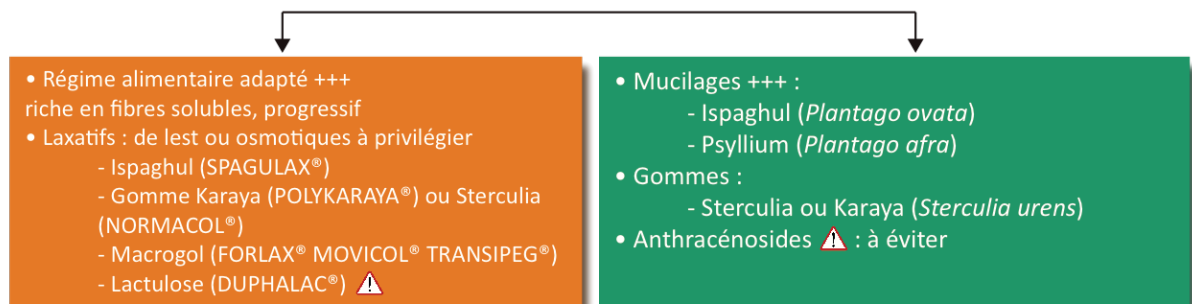 • Régime alimentaire adapté +++
riche en fibres solubles, progressif
• Laxatifs : de lest ou osmotiques à privilégier
- Ispaghul (SPAGULAX®)
- Gomme Karaya (POLYKARAYA®) ou Sterculia
(NORMACOL®)
- Macrogol (FORLAX® MOVICOL® TRANSIPEG®)
- Lactulose (DUPHALAC®) ⚠
• Mucilages +++ :
- Ispaghul (Plantago ovata)
- Psyllium (Plantago afra)
• Gommes :
- Sterculia ou Karaya (Sterculia urens)
• Anthracénosides ⚠ : à éviter